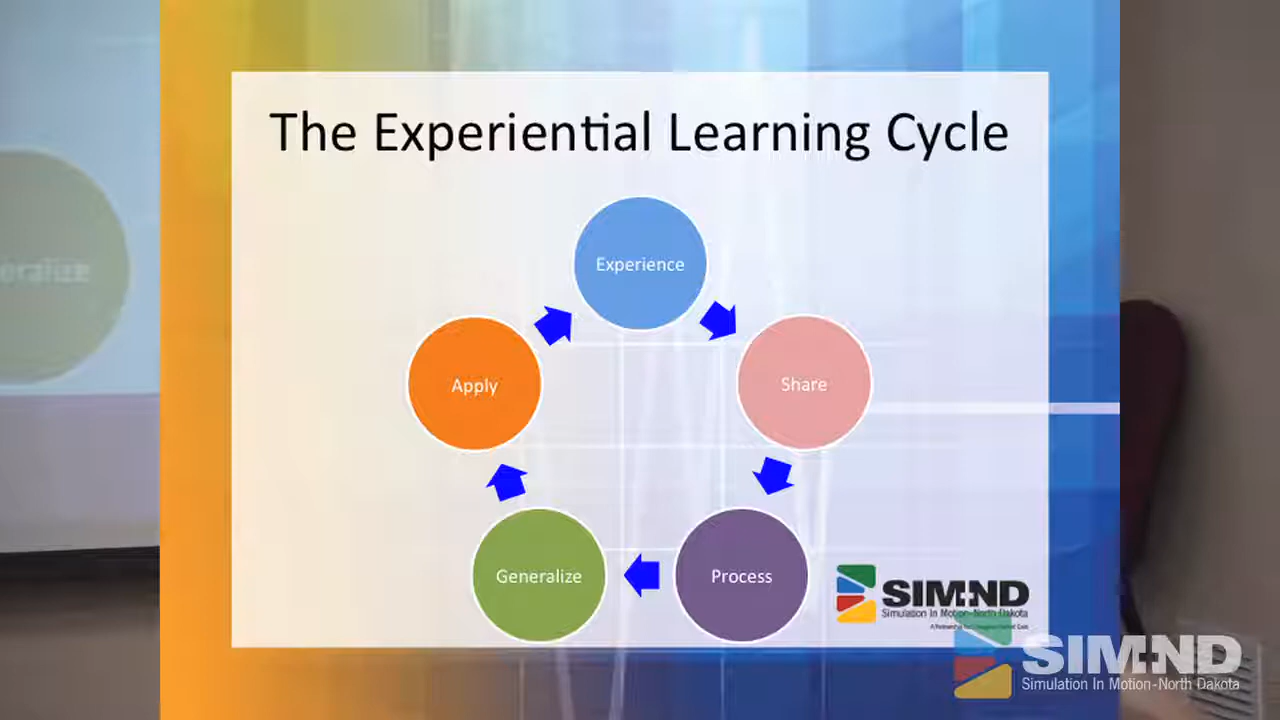 The Experiential Learning Cycle
Experience
Share
Process
Generalize
Apply
SIM-ND
Simulation In Motion-North Dakota
SIM-ND
Simulation In Motion-North Dakota